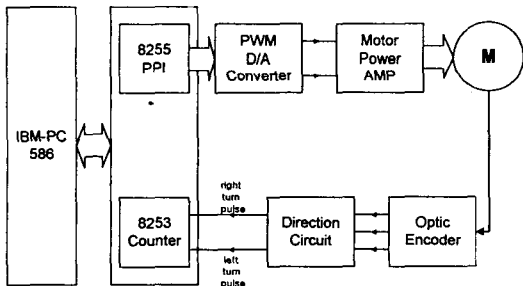 8255
PPI
PWM
D/A
Converter
Motor
Power
AMP
M
IBM-PC
586
8253
Counter
right
turn
pulse
left
turn
pulse
Direction
Circuit
Optic
Encoder